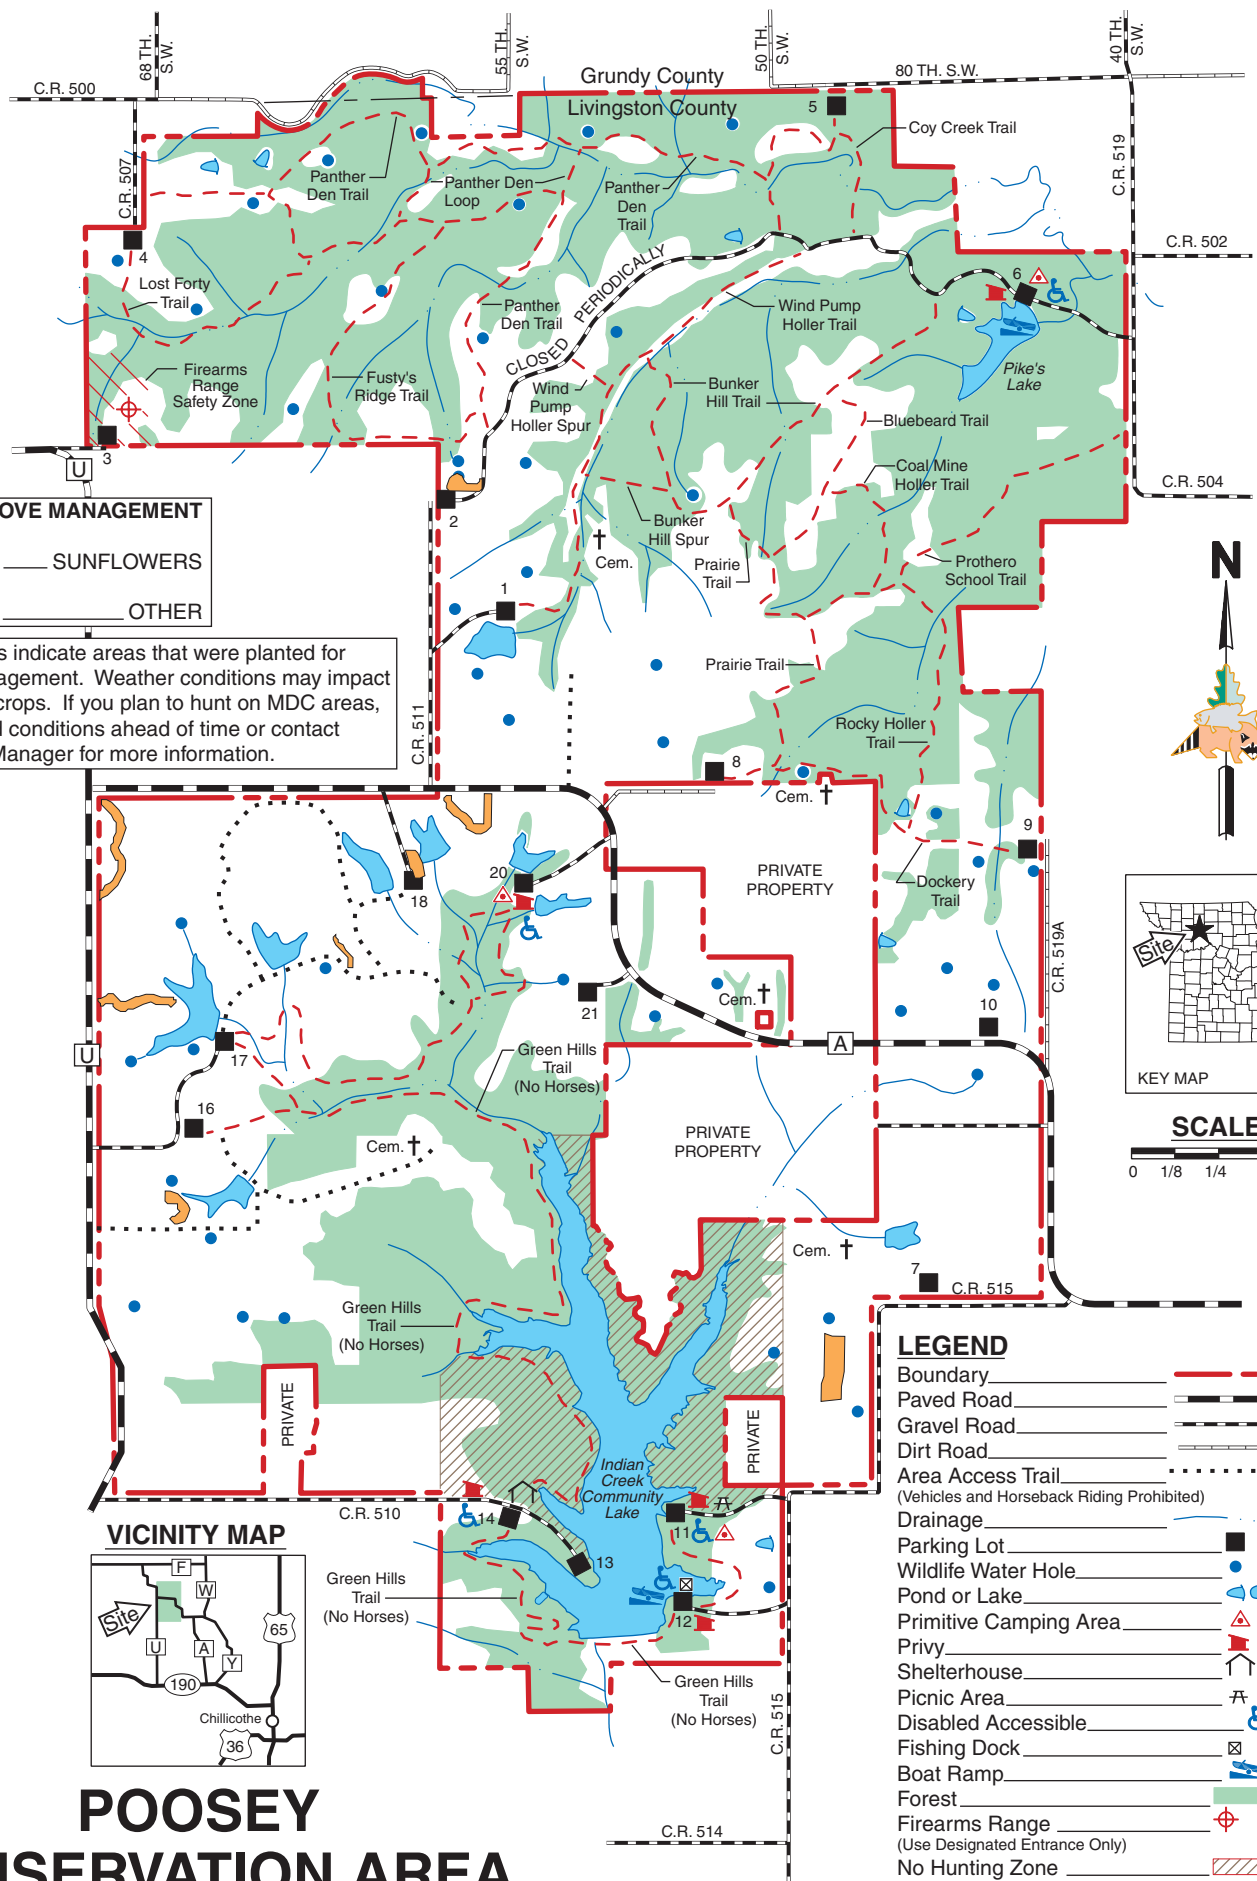 68 TH.
S.W.
55 TH.
S.W.
50 TH.
S.W.
40 TH.
S.W.
C.R. 500
Grundy County
Livingston County
80 TH. S.W.
5
Coy Creek Trail
C.R. 507
C.R. 519
Panther
Den Trail
Panther Den
Loop
Panther
Den
Trail
C.R. 502
4
Lost Forty
Trail
CLOSED PERIODICALLY
6
Panther
Den Trail
Wind Pump
Holler Trail
Pike's
Lake
Firearms
Range
Safety Zone
Fusty's
Ridge Trail
Wind
Pump
Holler Spur
Bunker
Hill Trail
Bluebeard Trail
3
U
Coal Mine
Holler Trail
C.R. 504
2
OVE MANAGEMENT
SUNFLOWERS
OTHER
Bunker
Hill Spur
Cem.
Prairie
Trail
Prothero
School Trail
N
1
s indicate areas that were planted for
agement. Weather conditions may impact
crops. If you plan to hunt on MDC areas,
l conditions ahead of time or contact
Manager for more information.
C.R. 511
Prairie Trail
Rocky Holler
Trail
8
Cem.
9
PRIVATE
PROPERTY
Dockery
Trail
18
20
C.R. 519A
Site
KEY MAP
Cem.
10
21
U
17
A
Green Hills
Trail
(No Horses)
16
Cem.
PRIVATE
PROPERTY
SCALE
0 1/8 1/4
Cem.
7
C.R. 515
Green Hills
Trail
(No Horses)
PRIVATE
PRIVATE
Indian
Creek
Community
Lake
C.R. 510
14
11
13
12
Green Hills
Trail
(No Horses)
Green Hills
Trail
(No Horses)
C.R. 515
C.R. 514
VICINITY MAP
F
W
Site
65
U
A
Y
190
Chillicothe
36
LEGEND
Boundary
Paved Road
Gravel Road
Dirt Road
Area Access Trail
(Vehicles and Horseback Riding Prohibited)
Drainage
Parking Lot
Wildlife Water Hole
Pond or Lake
Primitive Camping Area
Privy
Shelterhouse
Picnic Area
Disabled Accessible
Fishing Dock
Boat Ramp
Forest
Firearms Range
(Use Designated Entrance Only)
No Hunting Zone
POOSEY
NSERVATION AREA